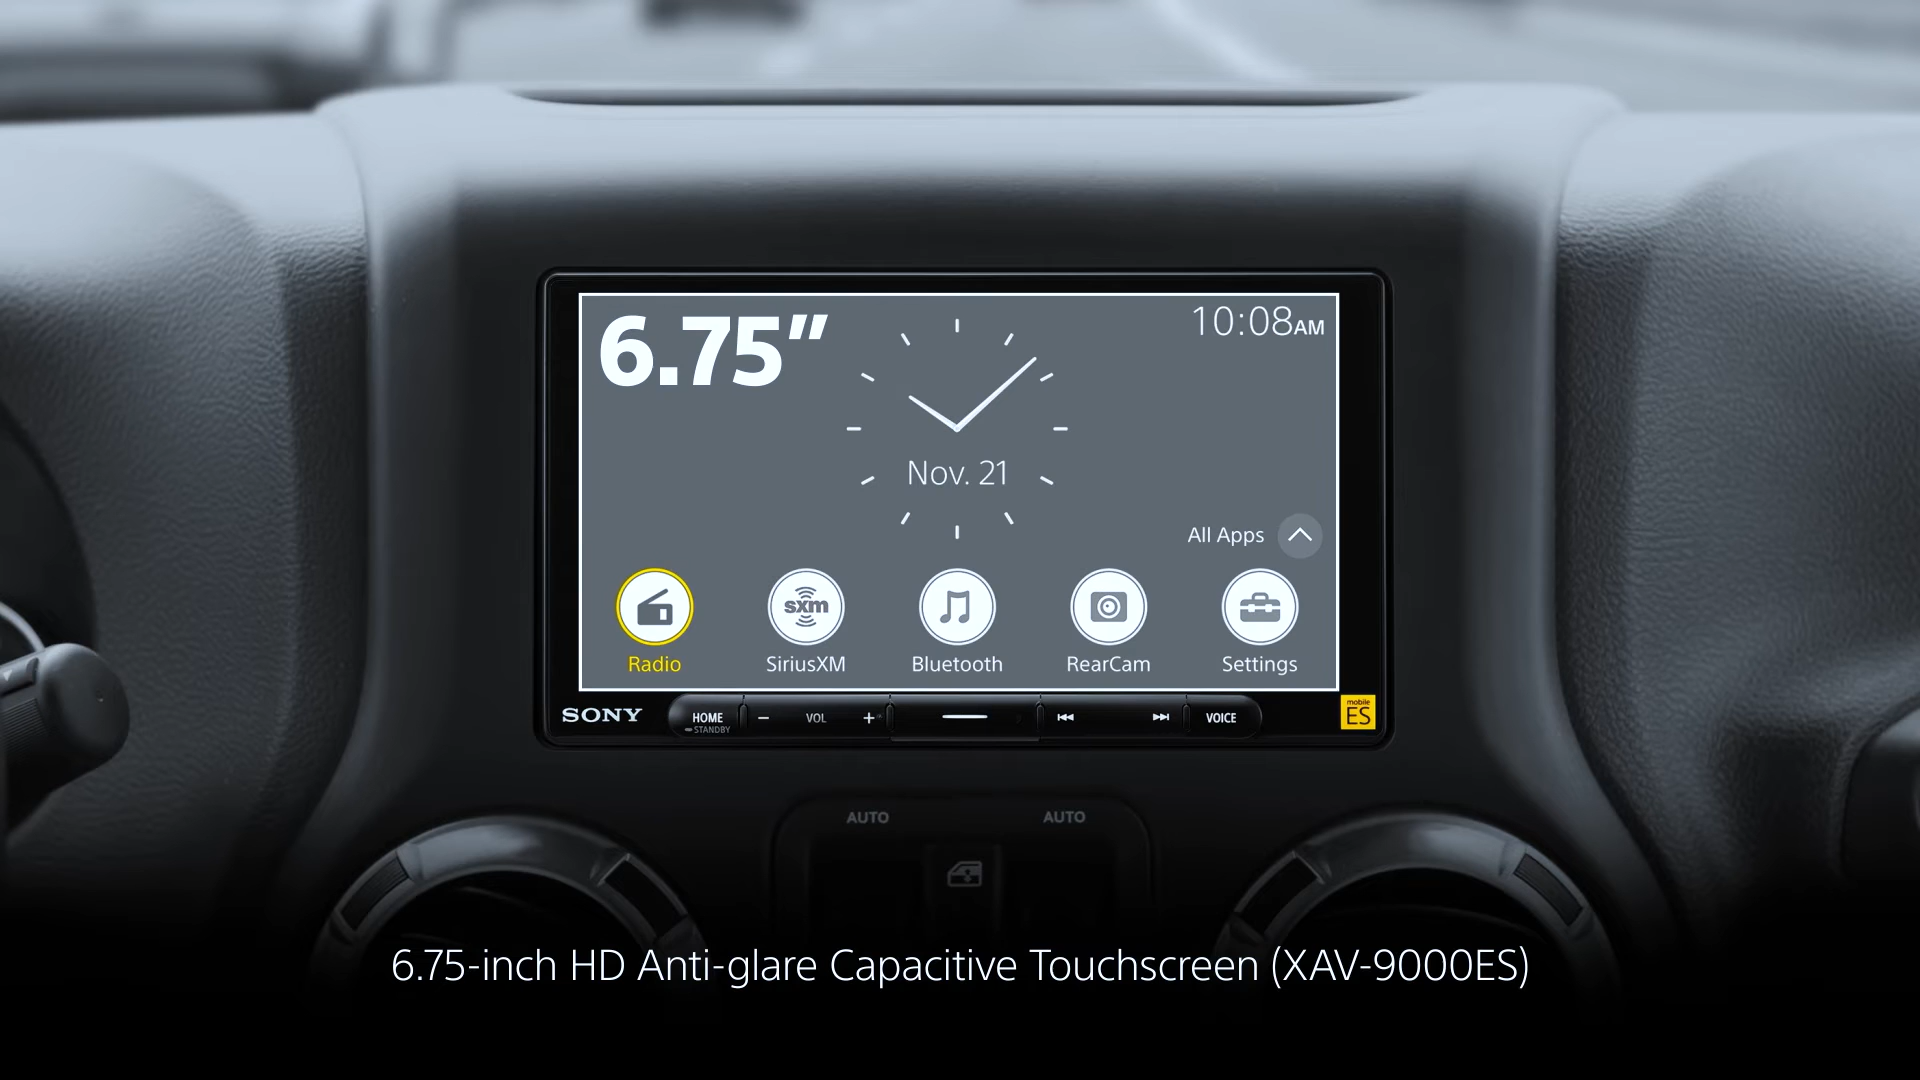 6.75"
10:08AM
Nov. 21
All Apps
sxm
Radio
SiriusXM
Bluetooth
RearCam
Settings
SONY
HOME
STANDBY
− VOL +
VOICE
mobile
ES
AUTO
AUTO
6.75-inch HD Anti-glare Capacitive Touchscreen (XAV-9000ES)